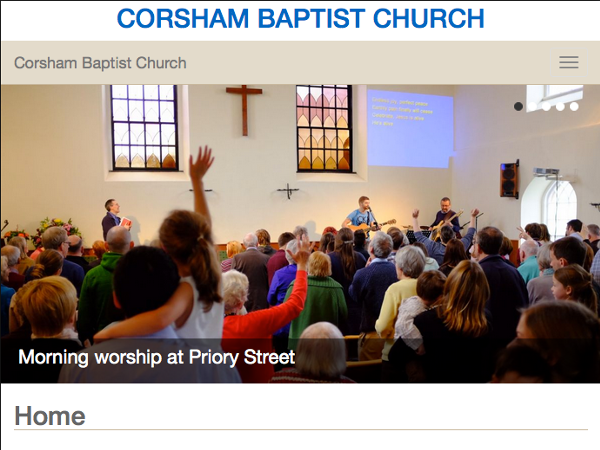 CORSHAM BAPTIST CHURCH
Corsham Baptist Church
Morning worship at Priory Street
Home